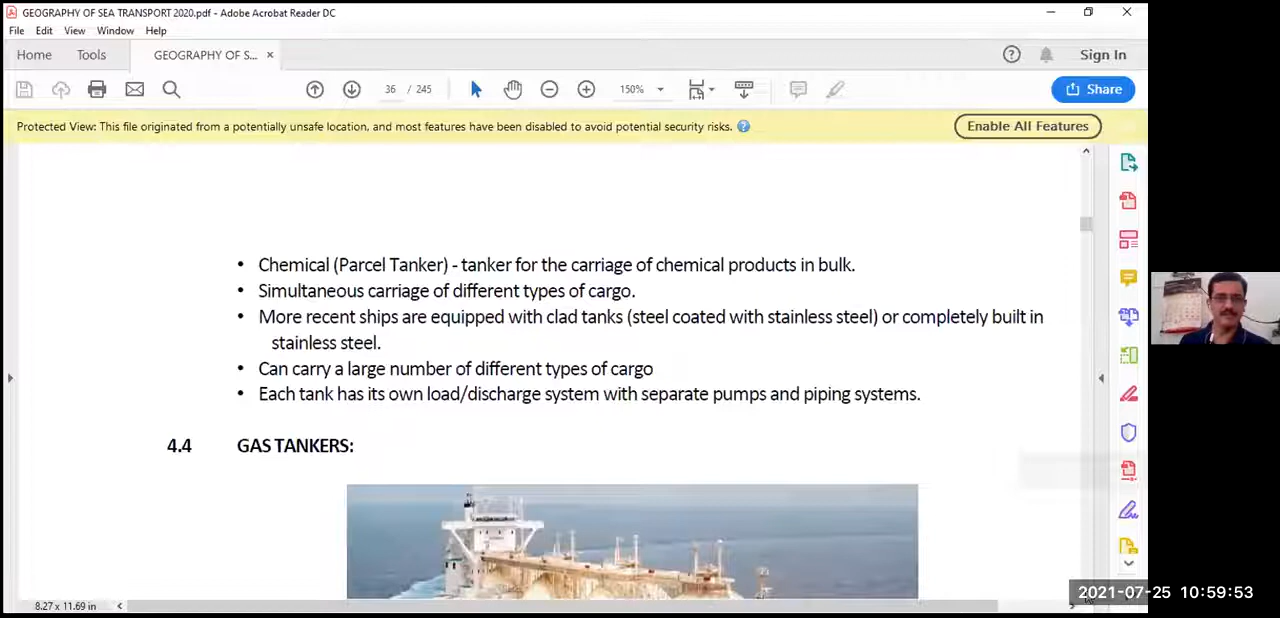 GEOGRAPHY OF SEA TRANSPORT 2020.pdf - Adobe Acrobat Reader DC
File Edit View Window Help
Home Tools GEOGRAPHY OF S... ×
Sign In
36 / 245 150%
Share
Protected View: This file originated from a potentially unsafe location, and most features have been disabled to avoid potential security risks.
Enable All Features
• Chemical (Parcel Tanker) - tanker for the carriage of chemical products in bulk.
• Simultaneous carriage of different types of cargo.
• More recent ships are equipped with clad tanks (steel coated with stainless steel) or completely built in
stainless steel.
• Can carry a large number of different types of cargo
• Each tank has its own load/discharge system with separate pumps and piping systems.
4.4 GAS TANKERS:
8.27 x 11.69 in
2021-07-25 10:59:53